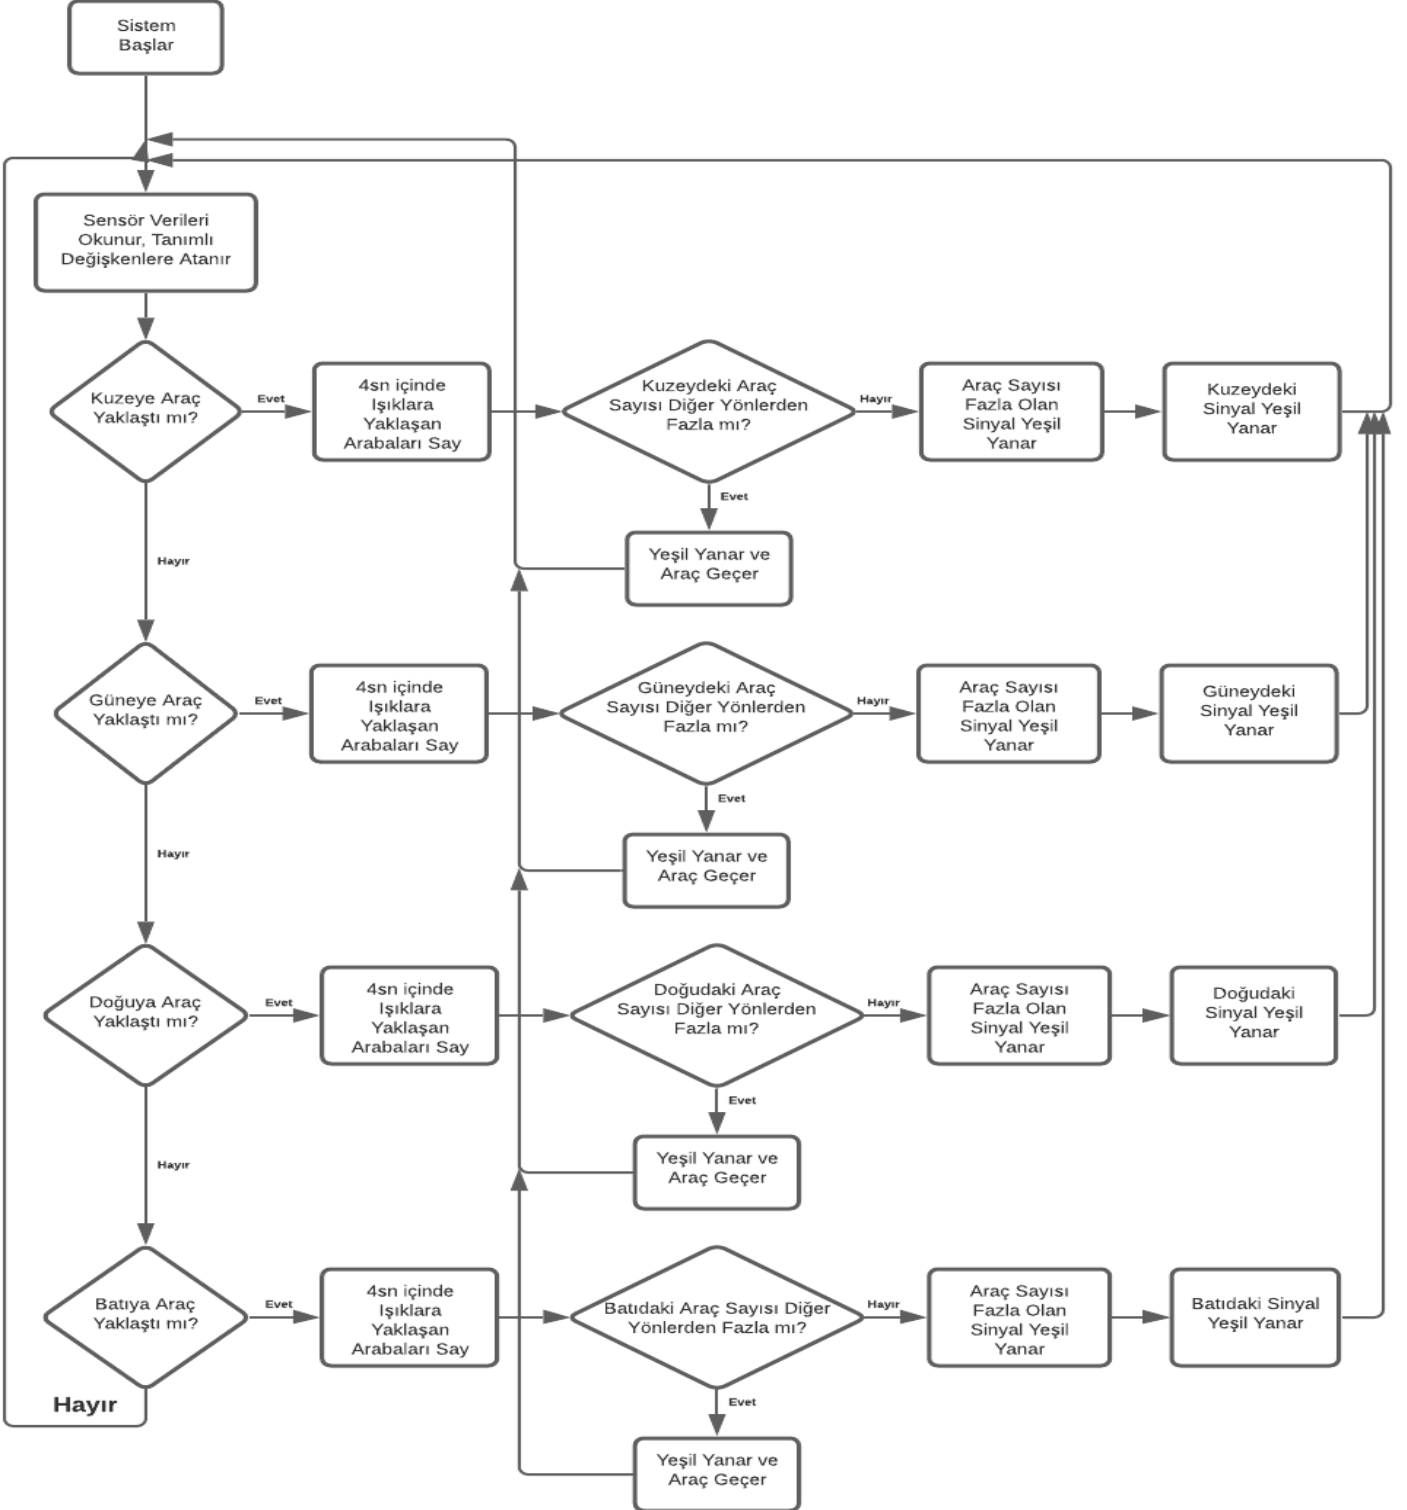 Sistem
Başlar
Sensör Verileri
Okunur, Tanımlı
Değişkenlere Atanır
Kuzeye Araç
Yaklaştı mı?
Evet
4sn içinde
Işıklara
Yaklaşan
Arabaları Say
Kuzeydeki Araç
Sayısı Diğer Yönlerden
Fazla mı?
Hayır
Araç Sayısı
Fazla Olan
Sinyal Yeşil
Yanar
Kuzeydeki
Sinyal Yeşil
Yanar
Evet
Yeşil Yanar ve
Araç Geçer
Hayır
Güneye Araç
Yaklaştı mı?
Evet
4sn içinde
Işıklara
Yaklaşan
Arabaları Say
Güneydeki Araç
Sayısı Diğer Yönlerden
Fazla mı?
Hayır
Araç Sayısı
Fazla Olan
Sinyal Yeşil
Yanar
Güneydeki
Sinyal Yeşil
Yanar
Evet
Yeşil Yanar ve
Araç Geçer
Hayır
Doğuya Araç
Yaklaştı mı?
Evet
4sn içinde
Işıklara
Yaklaşan
Arabaları Say
Doğudaki Araç
Sayısı Diğer Yönlerden
Fazla mı?
Hayır
Araç Sayısı
Fazla Olan
Sinyal Yeşil
Yanar
Doğudaki
Sinyal Yeşil
Yanar
Evet
Yeşil Yanar ve
Araç Geçer
Hayır
Batıya Araç
Yaklaştı mı?
Evet
4sn içinde
Işıklara
Yaklaşan
Arabaları Say
Batıdaki Araç Sayısı Diğer
Yönlerden Fazla mı?
Hayır
Araç Sayısı
Fazla Olan
Sinyal Yeşil
Yanar
Batıdaki Sinyal
Yeşil Yanar
Evet
Yeşil Yanar ve
Araç Geçer
Hayır